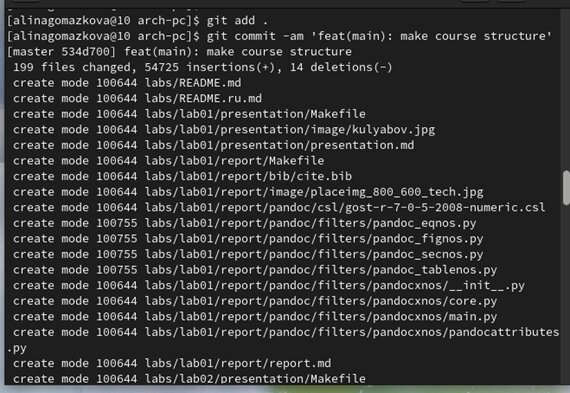 [alinagomazkova@10 arch-pc]$ git add .
[alinagomazkova@10 arch-pc]$ git commit -am 'feat(main): make course structure'
[master 534d700] feat(main): make course structure
 199 files changed, 54725 insertions(+), 14 deletions(-)
 create mode 100644 labs/README.md
 create mode 100644 labs/README.ru.md
 create mode 100644 labs/lab01/presentation/Makefile
 create mode 100644 labs/lab01/presentation/image/kulyabov.jpg
 create mode 100644 labs/lab01/presentation/presentation.md
 create mode 100644 labs/lab01/report/Makefile
 create mode 100644 labs/lab01/report/bib/cite.bib
 create mode 100644 labs/lab01/report/image/placeimg_800_600_tech.jpg
 create mode 100644 labs/lab01/report/pandoc/csl/gost-r-7-0-5-2008-numeric.csl
 create mode 100755 labs/lab01/report/pandoc/filters/pandoc_eqnos.py
 create mode 100755 labs/lab01/report/pandoc/filters/pandoc_fignos.py
 create mode 100755 labs/lab01/report/pandoc/filters/pandoc_secnos.py
 create mode 100755 labs/lab01/report/pandoc/filters/pandoc_tablenos.py
 create mode 100644 labs/lab01/report/pandoc/filters/pandocxnos/__init__.py
 create mode 100644 labs/lab01/report/pandoc/filters/pandocxnos/core.py
 create mode 100644 labs/lab01/report/pandoc/filters/pandocxnos/main.py
 create mode 100644 labs/lab01/report/pandoc/filters/pandocxnos/pandocattributes
.py
 create mode 100644 labs/lab01/report/report.md
 create mode 100644 labs/lab02/presentation/Makefile